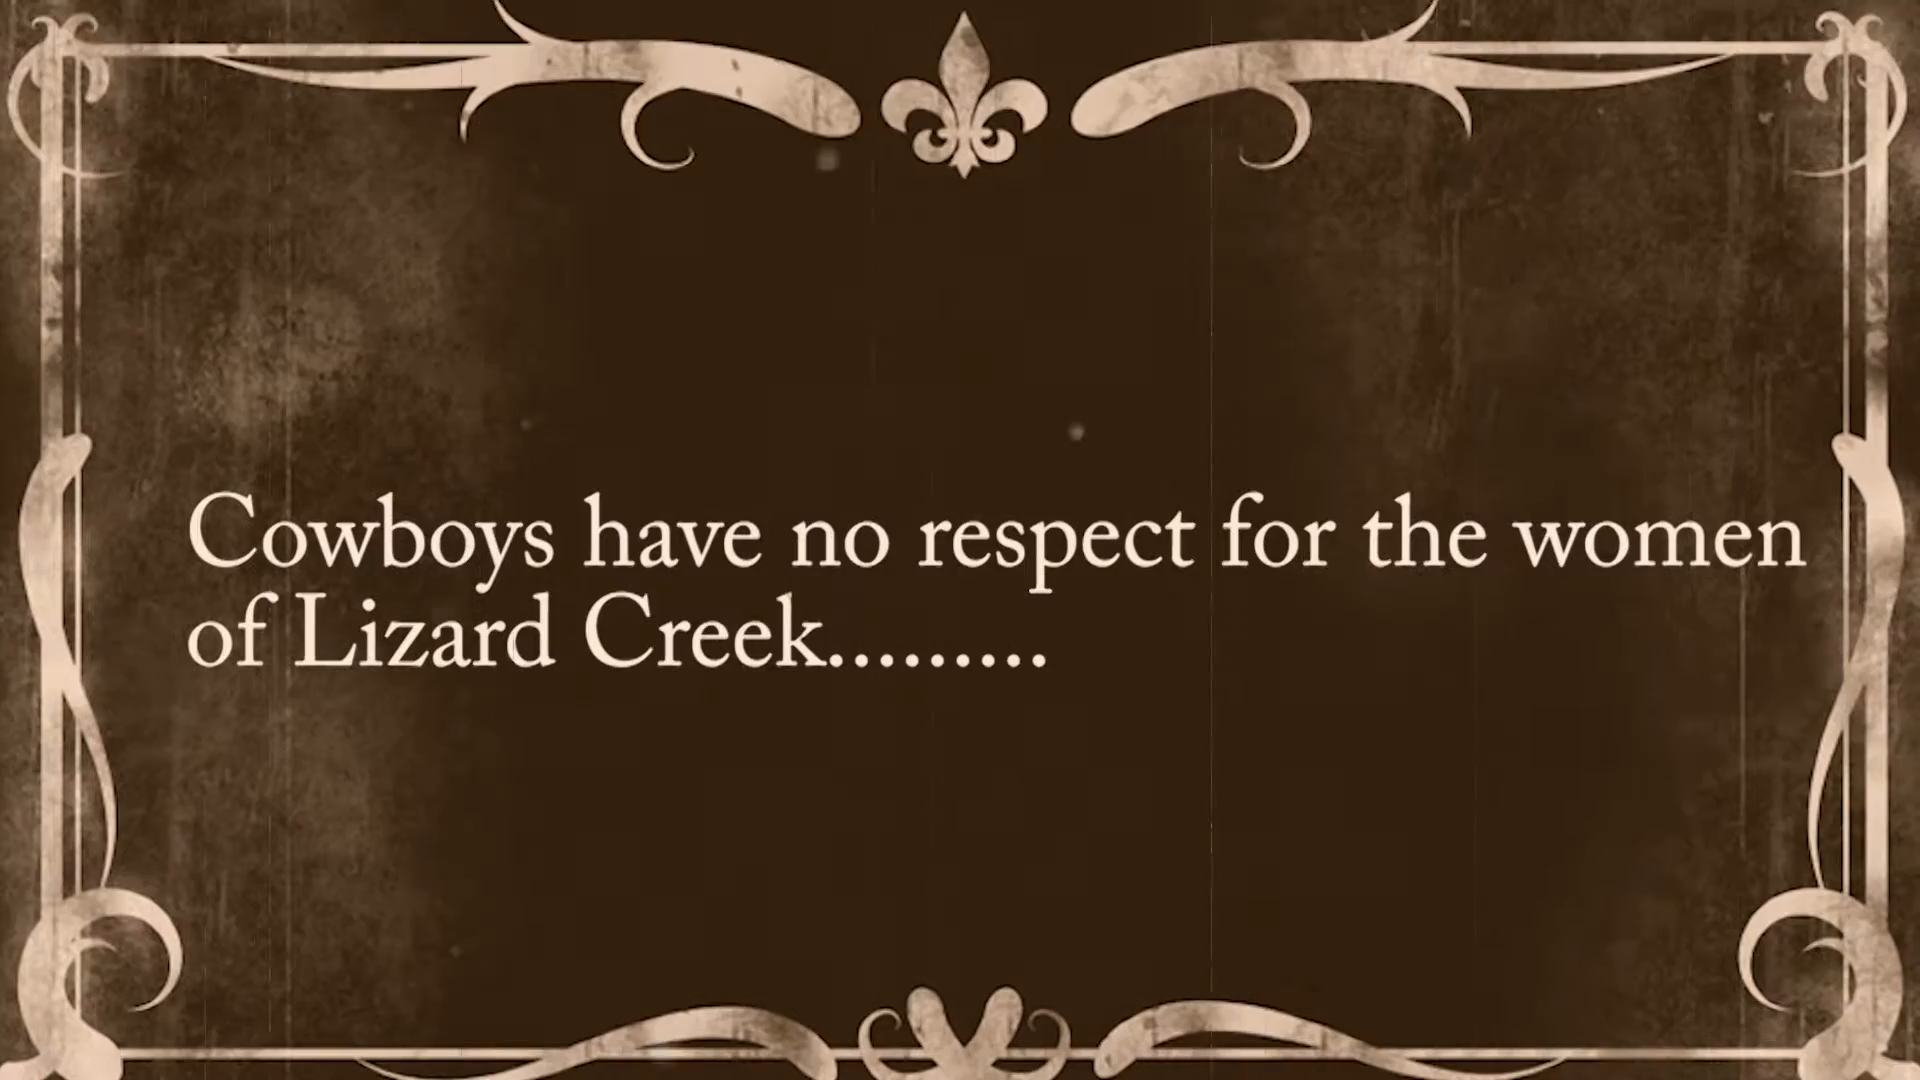 Cowboys have no respect for the women
of Lizard Creek.........